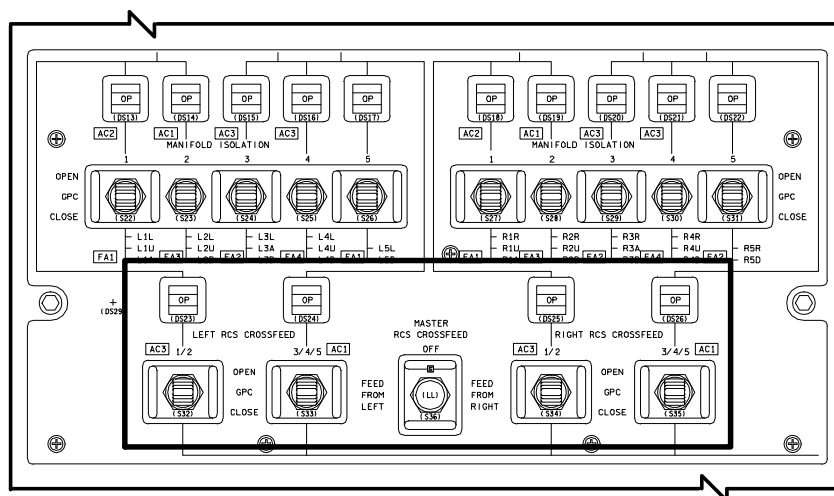 OP OP OP OP OP OP OP OP OP OP
(DS13) (DS14) (DS15) (DS16) (DS17) (DS18) (DS19) (DS20) (DS21) (DS22)
AC2 AC1 AC3 AC3 AC2 AC1 AC3 AC3
MANIFOLD ISOLATION MANIFOLD ISOLATION
1 2 3 4 5 1 2 3 4 5
OPEN OPEN
GPC GPC
CLOSE CLOSE
(S22) (S23) (S24) (S25) (S26) (S27) (S28) (S29) (S30) (S31)
L1L L2L L3L L4L R1R R2R R3R R4R
L1U L2U L3A L4U L5L R1U R2U R3A R4U R5R
FA1 FA3 FA2 FA4 FA1 FA1 FA3 FA2 FA4 FA2 R5D
OP OP OP OP
(DS29 (DS23) (DS24) (DS25) (DS26)
MASTER
LEFT RCS CROSSFEED RCS CROSSFEED RIGHT RCS CROSSFEED
AC3 1/2 3/4/5 AC1 OFF AC3 1/2 3/4/5 AC1
OPEN OPEN
GPC FEED FROM LEFT (LL) FEED FROM RIGHT GPC
CLOSE CLOSE
(S32) (S33) (S36) (S34) (S35)